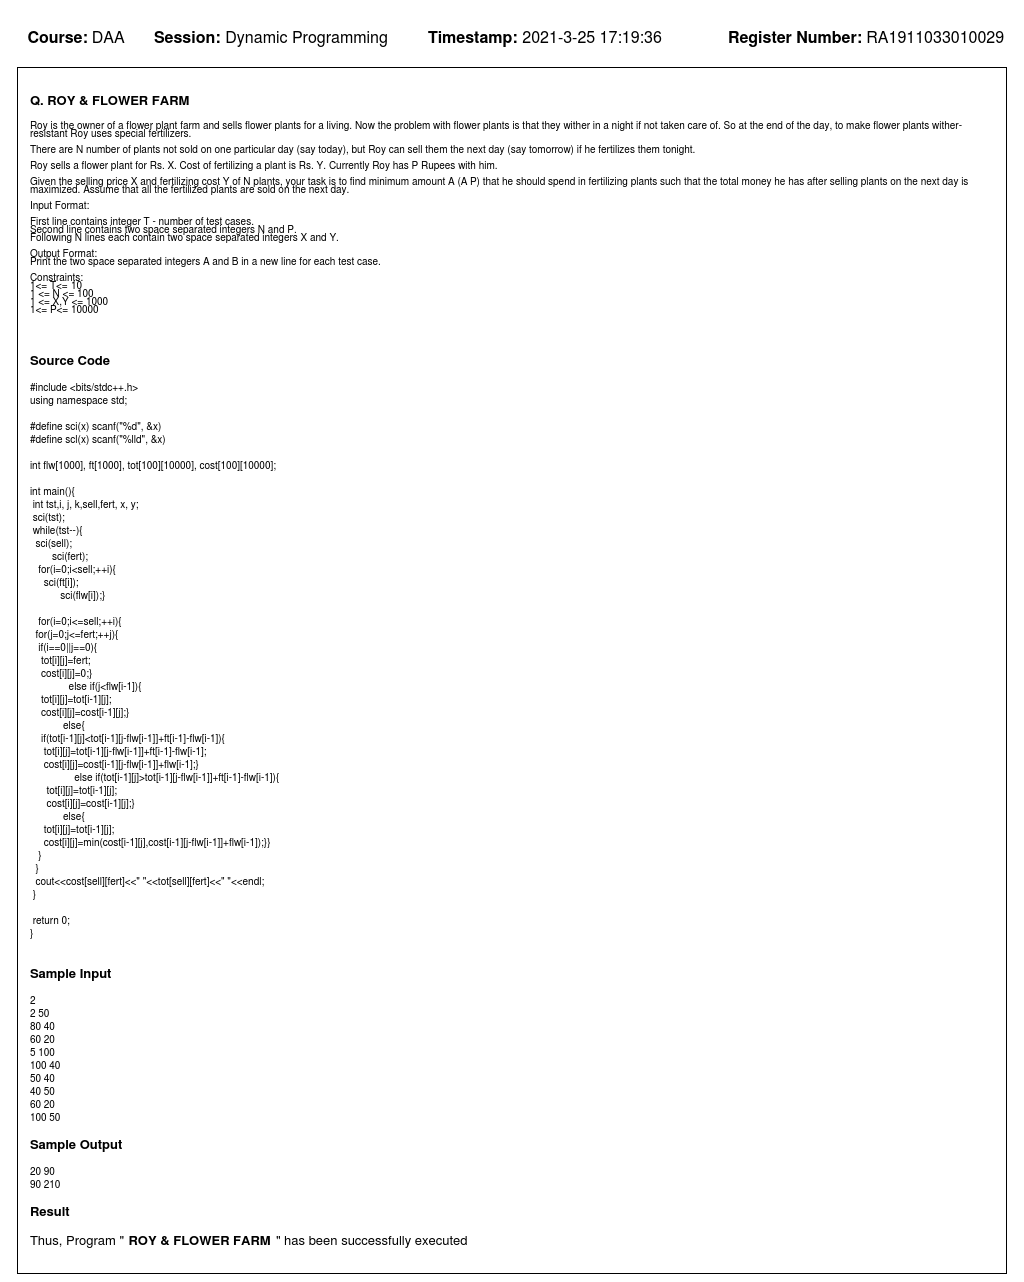 Course: DAA Session: Dynamic Programming Timestamp: 2021-3-25 17:19:36 Register Number: RA1911033010029
Q. ROY & FLOWER FARM
Roy is the owner of a flower plant farm and sells flower plants for a living. Now the problem with flower plants is that they wither in a night if not taken care of. So at the end of the day, to make flower plants wither-
resistant Roy uses special fertilizers.
There are N number of plants not sold on one particular day (say today), but Roy can sell them the next day (say tomorrow) if he fertilizes them tonight.
Roy sells a flower plant for Rs. X. Cost of fertilizing a plant is Rs. Y. Currently Roy has P Rupees with him.
Given the selling price X and fertilizing cost Y of N plants, your task is to find minimum amount A (A P) that he should spend in fertilizing plants such that the total money he has after selling plants on the next day is
maximized. Assume that all the fertilized plants are sold on the next day.
Input Format:
First line contains integer T - number of test cases.
Second line contains two space separated integers N and P.
Following N lines each contain two space separated integers X and Y.
Output Format:
Print the two space separated integers A and B in a new line for each test case.
Constraints:
1<= T<= 10
1 <= N <= 100
1 <= X,Y <= 1000
1<= P<= 10000
Source Code
#include <bits/stdc++.h>
using namespace std;
#define sci(x) scanf("%d", &x)
#define scl(x) scanf("%lld", &x)
int flw[1000], ft[1000], tot[100][10000], cost[100][10000];
int main(){
int tst,i, j, k,sell,fert, x, y;
sci(tst);
while(tst--){
sci(sell);
sci(fert);
for(i=0;i<sell;++i){
sci(ft[i]);
sci(flw[i]);}
for(i=0;i<=sell;++i){
for(j=0;j<=fert;++j){
if(i==0||j==0){
tot[i][j]=fert;
cost[i][j]=0;}
else if(j<flw[i-1]){
tot[i][j]=tot[i-1][j];
cost[i][j]=cost[i-1][j];}
else{
if(tot[i-1][j]<tot[i-1][j-flw[i-1]]+ft[i-1]-flw[i-1]){
tot[i][j]=tot[i-1][j-flw[i-1]]+ft[i-1]-flw[i-1];
cost[i][j]=cost[i-1][j-flw[i-1]]+flw[i-1];}
else if(tot[i-1][j]>tot[i-1][j-flw[i-1]]+ft[i-1]-flw[i-1]){
tot[i][j]=tot[i-1][j];
cost[i][j]=cost[i-1][j];}
else{
tot[i][j]=tot[i-1][j];
cost[i][j]=min(cost[i-1][j],cost[i-1][j-flw[i-1]]+flw[i-1]);}}
}
}
cout<<cost[sell][fert]<<" "<<tot[sell][fert]<<" "<<endl;
}
return 0;
}
Sample Input
2
2 50
80 40
60 20
5 100
100 40
50 40
40 50
60 20
100 50
Sample Output
20 90
90 210
Result
Thus, Program " ROY & FLOWER FARM " has been successfully executed